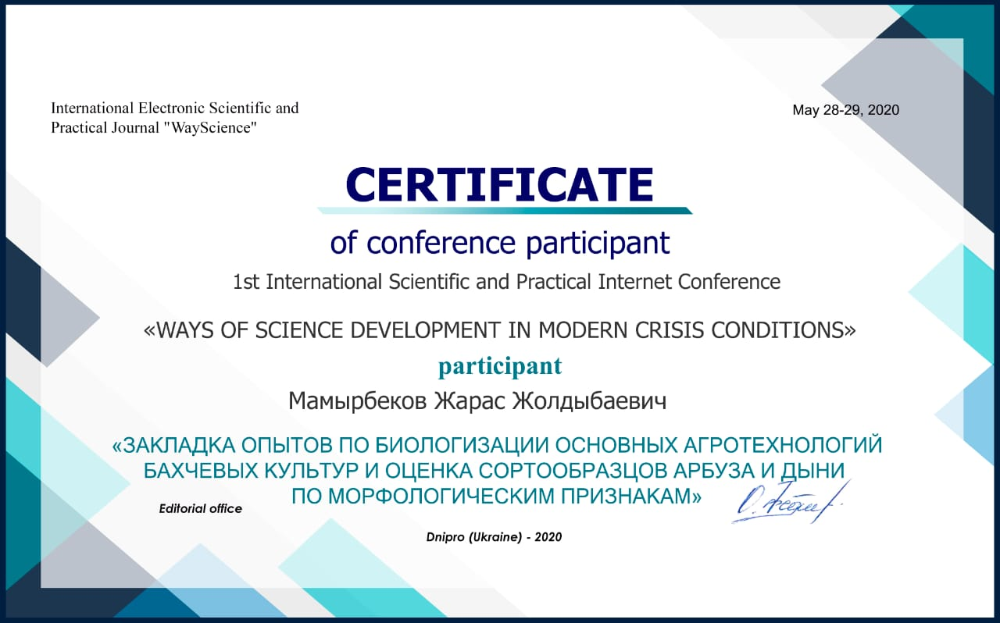 International Electronic Scientific and
Practical Journal "WayScience"
May 28-29, 2020
CERTIFICATE
of conference participant
1st International Scientific and Practical Internet Conference
«WAYS OF SCIENCE DEVELOPMENT IN MODERN CRISIS CONDITIONS»
participant
Мамырбеков Жарас Жолдыбаевич
«ЗАКЛАДКА ОПЫТОВ ПО БИОЛОГИЗАЦИИ ОСНОВНЫХ АГРОТЕХНОЛОГИЙ
БАХЧЕВЫХ КУЛЬТУР И ОЦЕНКА СОРТООБРАЗЦОВ АРБУЗА И ДЫНИ
ПО МОРФОЛОГИЧЕСКИМ ПРИЗНАКАМ»
Editorial office
Dnipro (Ukraine) - 2020